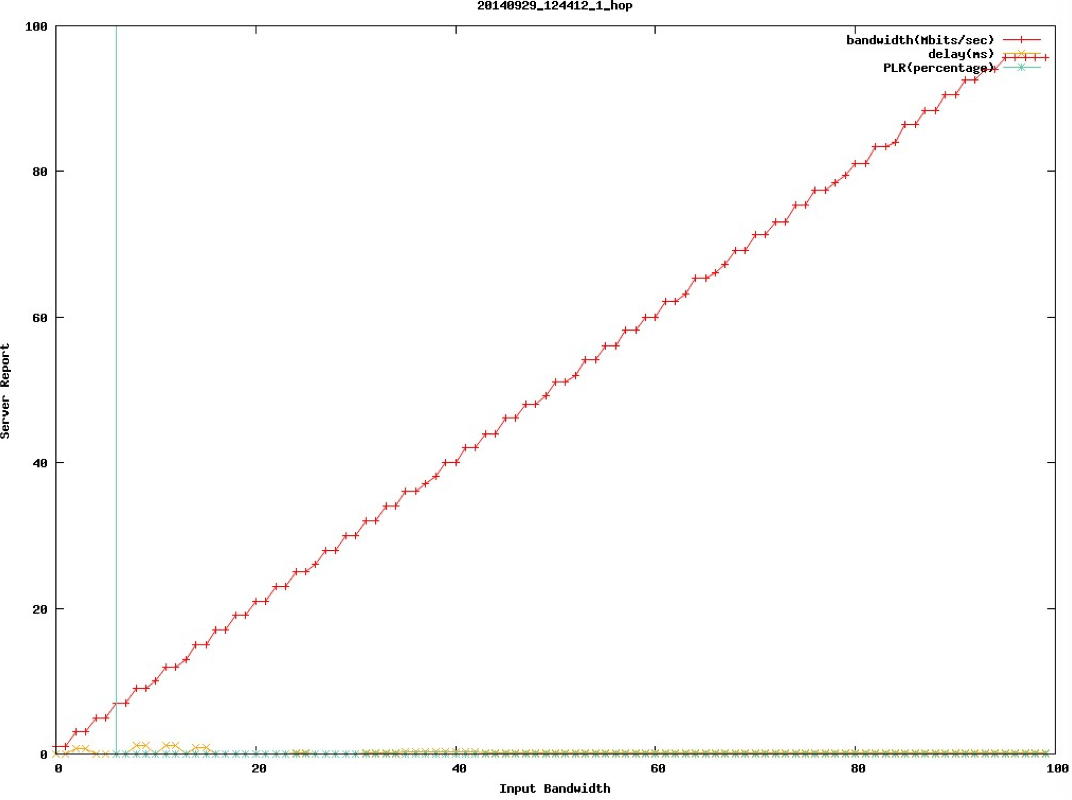 20140929_124412_1_hop
100
bandwidth(Mbits/sec)
delay(ms)
PLR(percentage)
80
60
Server Report
40
20
0
0 20 40 60 80 100
Input Bandwidth